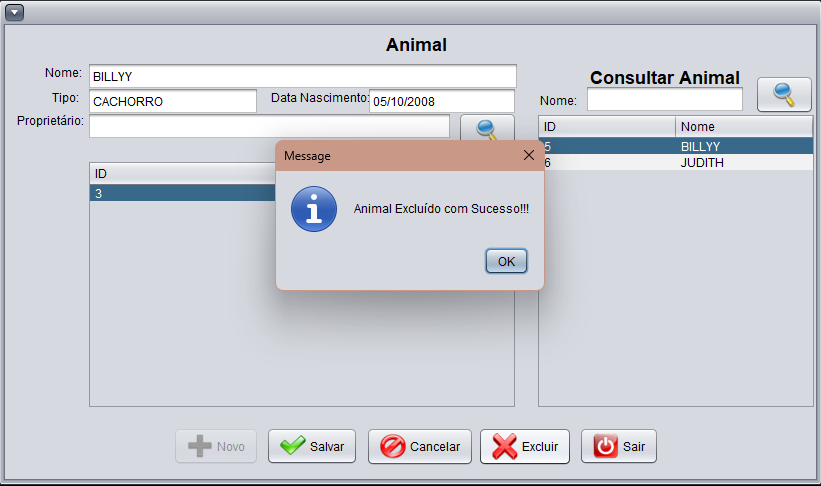 Animal
Nome: BILLYY
Tipo: CACHORRO Data Nascimento: 05/10/2008
Proprietário:
ID
3
Consultar Animal
Nome:
ID Nome
5 BILLYY
6 JUDITH
Message
Animal Excluído com Sucesso!!!
OK
Novo Salvar Cancelar Excluir Sair